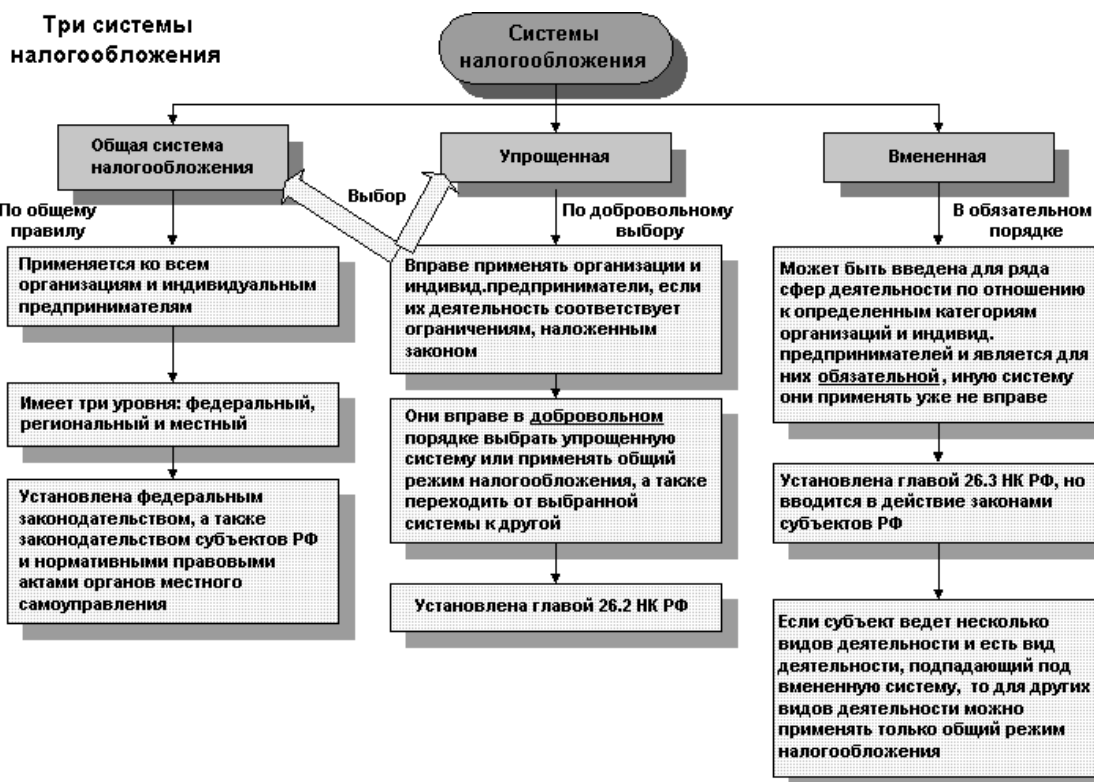 Три системы
налогообложения
Системы
налогообложения
Общая система
налогообложения
Упрощенная
Вмененная
Выбор
По общему
правилу
По добровольному
выбору
В обязательном
порядке
Применяется ко всем
организациям и индивидуальным
предпринимателям
Имеет три уровня: федеральный,
региональный и местный
Установлена федеральным
законодательством, а также
законодательством субъектов РФ
и нормативными правовыми
актами органов местного
самоуправления
Вправе применять организации и
индивид.предприниматели, если
их деятельность соответствует
ограничениям, наложенным
законом
Они вправе в добровольном
порядке выбрать упрощенную
систему или применять общий
режим налогообложения, а также
переходить от выбранной
системы к другой
Установлена главой 26.2 НК РФ
Может быть введена для ряда
сфер деятельности по отношению
к определенным категориям
организаций и индивид.
предпринимателей и является для
них обязательной, иную систему
они применять уже не вправе
Установлена главой 26.3 НК РФ, но
вводится в действие законами
субъектов РФ
Если субъект ведет несколько
видов деятельности и есть вид
деятельности, подпадающий под
вмененную систему, то для других
видов деятельности можно
применять только общий режим
налогообложения